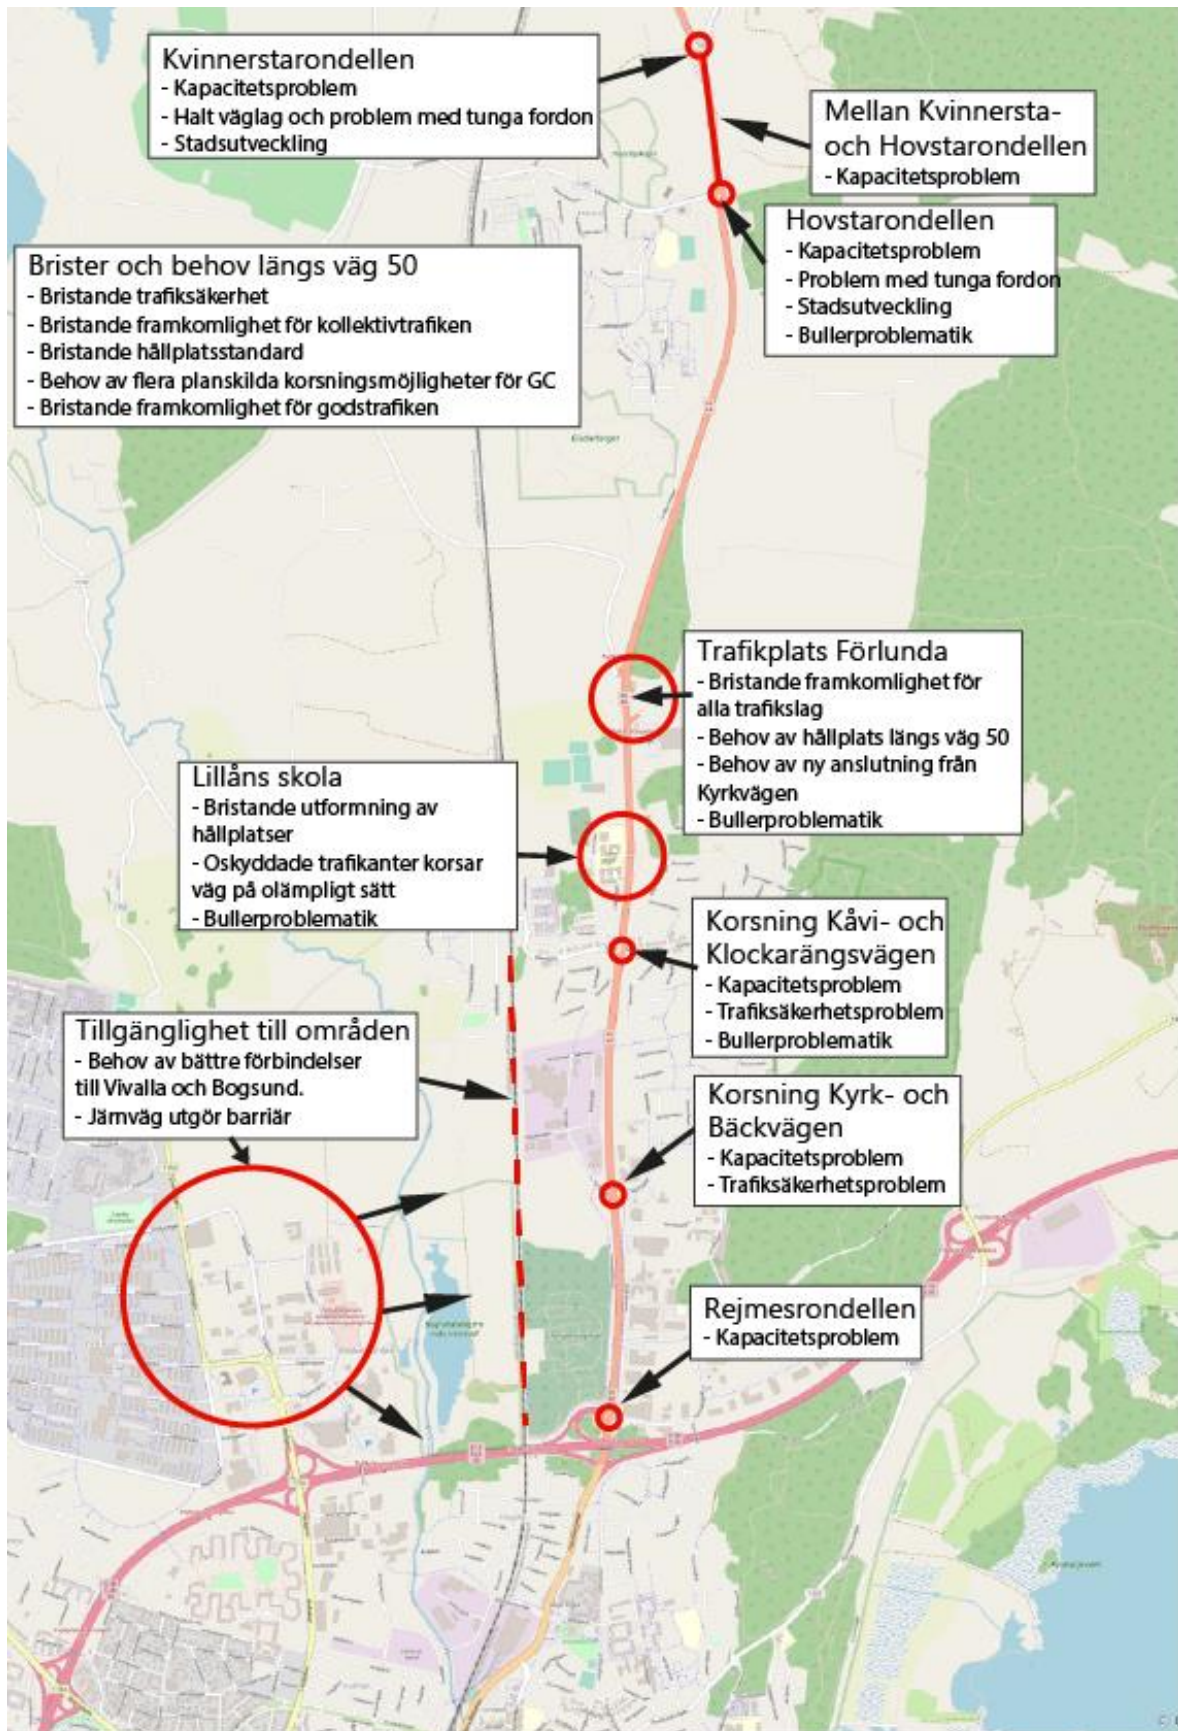 Kvinnerstarondellen
- Kapacitetsproblem
- Halt väglag och problem med tunga fordon
- Stadsutveckling
Mellan Kvinnersta-
och Hovstarondellen
- Kapacitetsproblem
Hovstarondellen
- Kapacitetsproblem
- Problem med tunga fordon
- Stadsutveckling
- Bullerproblematik
Brister och behov längs väg 50
- Bristande trafiksäkerhet
- Bristande framkomlighet för kollektivtrafiken
- Bristande hållplatsstandard
- Behov av flera planskilda korsningsmöjligheter för GC
- Bristande framkomlighet för godstrafiken
Trafikplats Förlunda
- Bristande framkomlighet för
alla trafikslag
- Behov av hållplats längs väg 50
- Behov av ny anslutning från
Kyrkvägen
- Bullerproblematik
Lillåns skola
- Bristande utformning av
hållplatser
- Oskyddade trafikanter korsar
väg på olämpligt sätt
- Bullerproblematik
Korsning Kåvi- och
Klockarängsvägen
- Kapacitetsproblem
- Trafiksäkerhetsproblem
- Bullerproblematik
Tillgänglighet till områden
- Behov av bättre förbindelser
till Vivalla och Bogsund.
- Järnväg utgör barriär
Korsning Kyrk- och
Bäckvägen
- Kapacitetsproblem
- Trafiksäkerhetsproblem
Rejmesrondellen
- Kapacitetsproblem